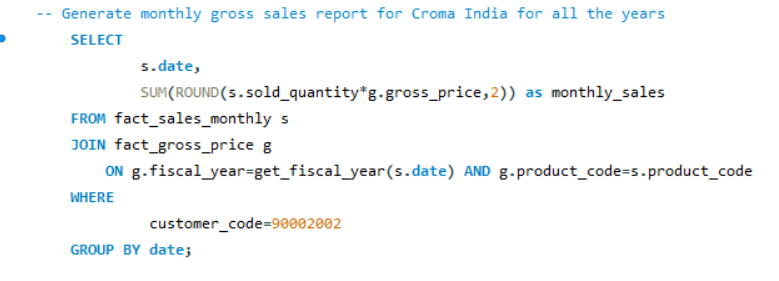 -- Generate monthly gross sales report for Croma India for all the years
SELECT
s.date,
SUM(ROUND(s.sold_quantity*g.gross_price,2)) as monthly_sales
FROM fact_sales_monthly s
JOIN fact_gross_price g
ON g.fiscal_year=get_fiscal_year(s.date) AND g.product_code=s.product_code
WHERE
customer_code=90002002
GROUP BY date;